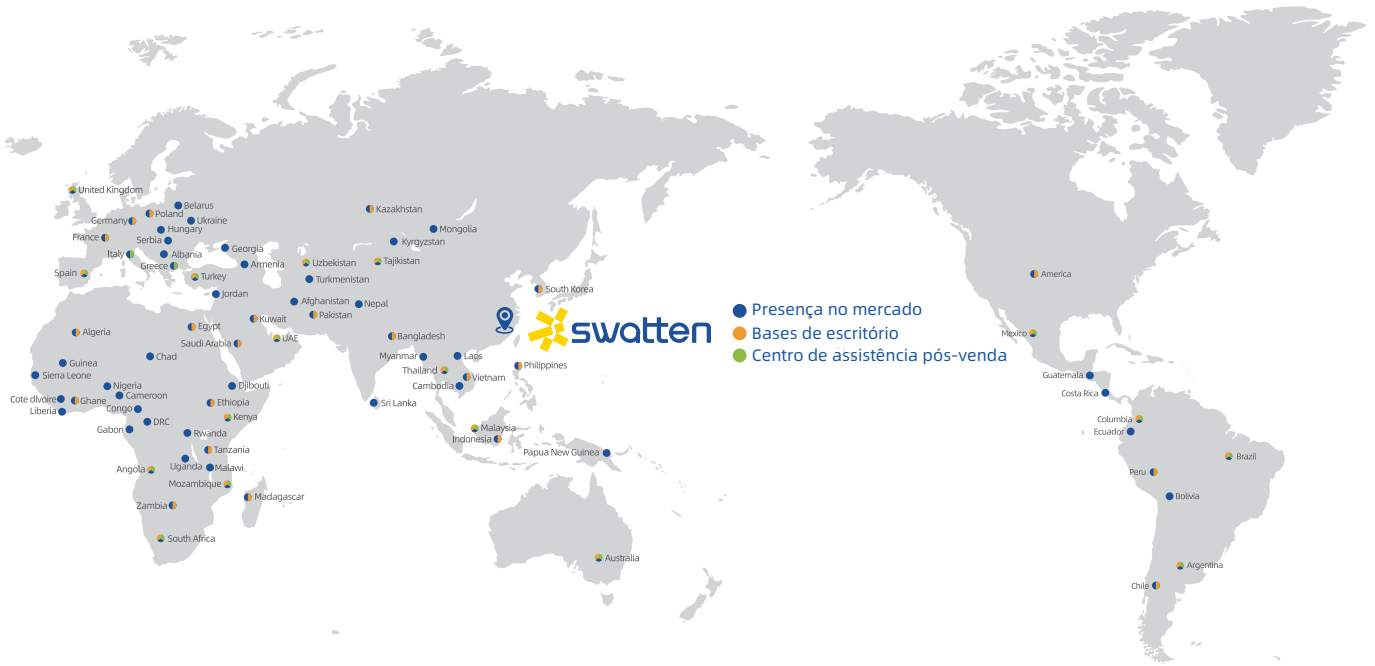 United Kingdom
Belarus
Poland
Germany
Ukraine
Hungary
France
Serbia
Italy
Albania
Georgia
Greece
Armenia
Spain
Turkey
Jordan
Kazakhstan
Mongolia
Kyrgyzstan
Uzbekistan
Tajikistan
Turkmenistan
Afghanistan
Nepal
Pakistan
South Korea
Kuwait
Algeria
Egypt
Saudi Arabia
UAE
Bangladesh
swatten
Presença no mercado
Bases de escritório
Centro de assistência pós-venda
Chad
Guinea
Sierra Leone
Myanmar
Laos
Thailand
Vietnam
Cambodia
Philippines
Nigeria
Djibouti
Cameroon
Cote dIvoire
Ghane
Congo
Ethiopia
Liberia
Kenya
DRC
Gabon
Rwanda
Sri Lanka
Malaysia
Indonesia
Papua New Guinea
Tanzania
Uganda
Malawi
Angola
Mozambique
Madagascar
Zambia
South Africa
Australia
America
Mexico
Guatemala
Costa Rica
Columbia
Ecuador
Brazil
Peru
Bolivia
Argentina
Chile